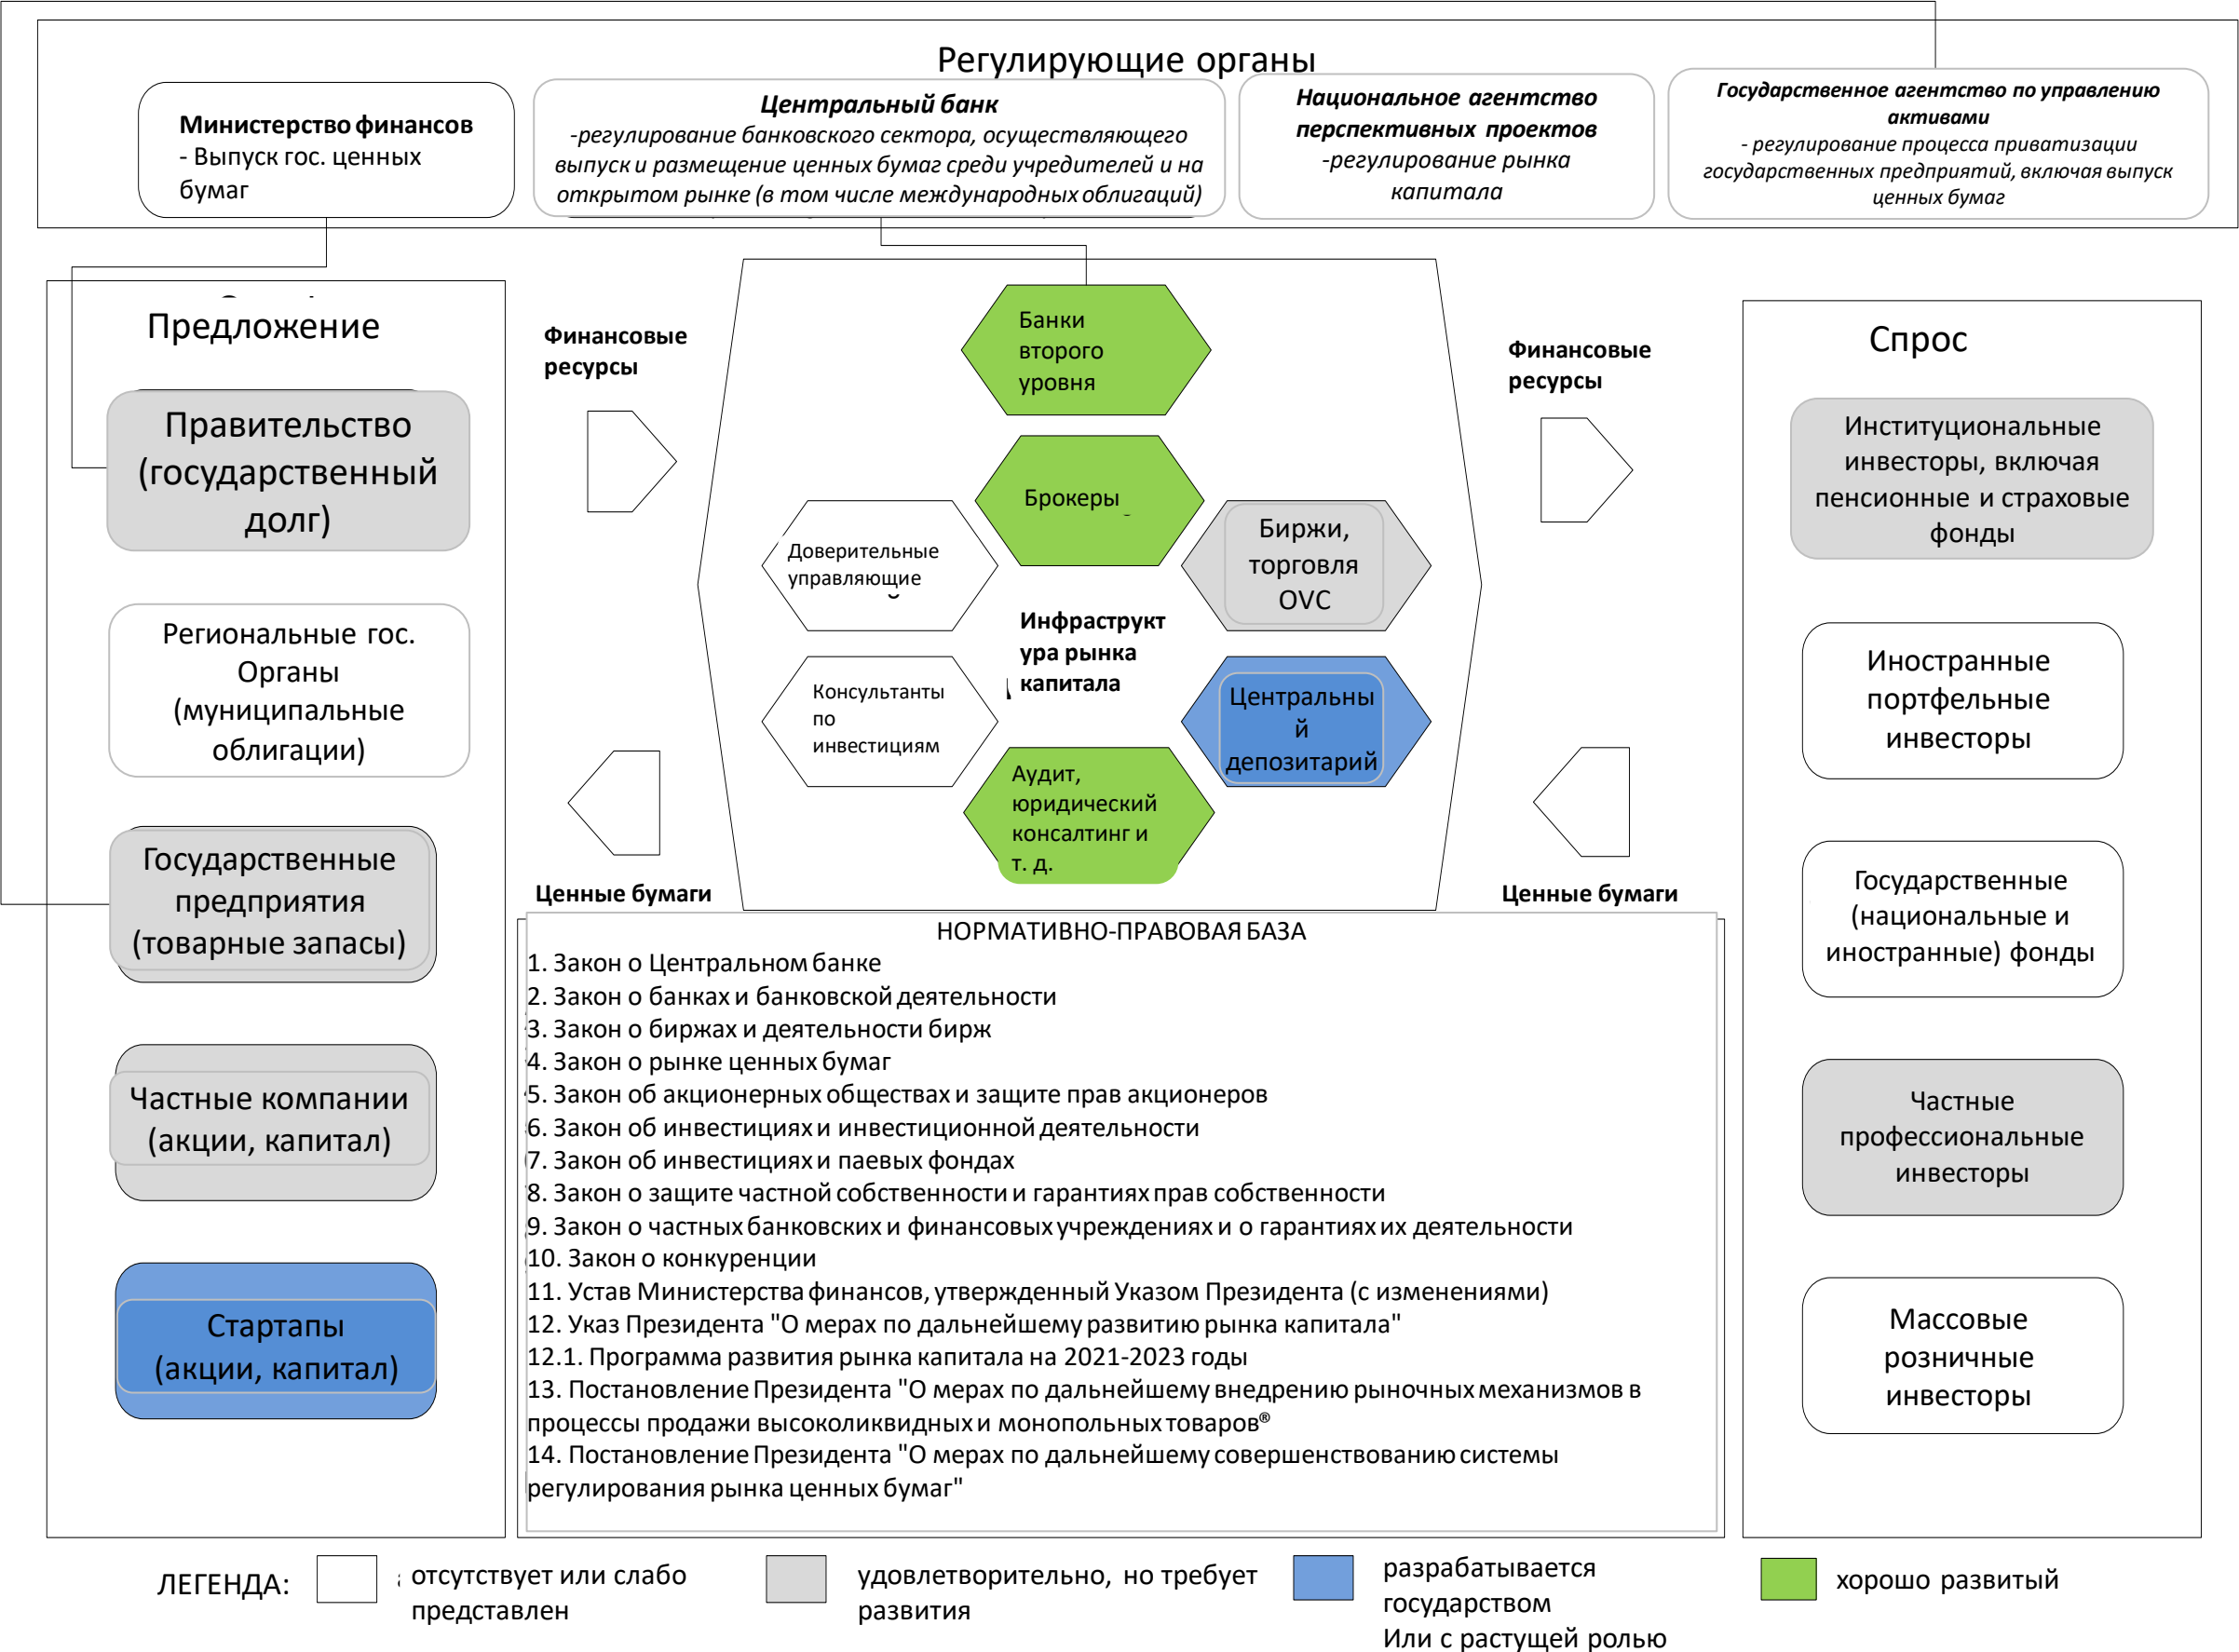 Регулирующие органы
Министерство финансов
- Выпуск гос. ценных
бумаг
Центральный банк
-регулирование банковского сектора, осуществляющего
выпуск и размещение ценных бумаг среди учредителей и на
открытом рынке (в том числе международных облигаций)
Национальное агентство
перспективных проектов
-регулирование рынка
капитала
Государственное агентство по управлению
активами
- регулирование процесса приватизации
государственных предприятий, включая выпуск
ценных бумаг
Предложение
Правительство
(государственный
долг)
Региональные гос.
Органы
(муниципальные
облигации)
Государственные
предприятия
(товарные запасы)
Частные компании
(акции, капитал)
Стартапы
(акции, капитал)
Финансовые
ресурсы
Ценные бумаги
Банки
второго
уровня
Брокеры
Доверительные
управляющие
Биржи,
торговля
OVC
Инфраструкт
ура рынка
капитала
Консультанты
по
инвестициям
Центральны
й
депозитарий
Аудит,
юридический
консалтинг и
т. д.
Финансовые
ресурсы
Ценные бумаги
НОРМАТИВНО-ПРАВОВАЯ БАЗА
1. Закон о Центральном банке
2. Закон о банках и банковской деятельности
3. Закон о биржах и деятельности бирж
4. Закон о рынке ценных бумаг
5. Закон об акционерных обществах и защите прав акционеров
6. Закон об инвестициях и инвестиционной деятельности
7. Закон об инвестициях и паевых фондах
8. Закон о защите частной собственности и гарантиях прав собственности
9. Закон о частных банковских и финансовых учреждениях и о гарантиях их деятельности
10. Закон о конкуренции
11. Устав Министерства финансов, утвержденный Указом Президента (с изменениями)
12. Указ Президента "О мерах по дальнейшему развитию рынка капитала"
12.1. Программа развития рынка капитала на 2021-2023 годы
13. Постановление Президента "О мерах по дальнейшему внедрению рыночных механизмов в
процессы продажи высоколиквидных и монопольных товаров®
14. Постановление Президента "О мерах по дальнейшему совершенствованию системы
регулирования рынка ценных бумаг"
Спрос
Институциональные
инвесторы, включая
пенсионные и страховые
фонды
Иностранные
портфельные
инвесторы
Государственные
(национальные и
иностранные) фонды
Частные
профессиональные
инвесторы
Массовые
розничные
инвесторы
ЛЕГЕНДА:
отсутствует или слабо
представлен
удовлетворительно, но требует
развития
разрабатывается
государством
Или с растущей ролью
хорошо развитый